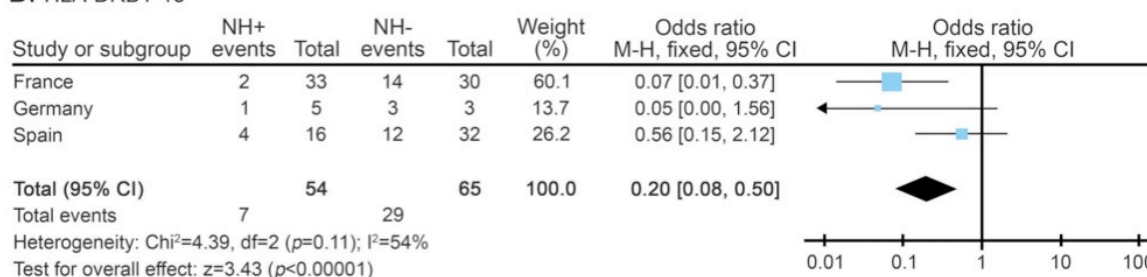 NH+ NH- Weight Odds ratio Odds ratio
Study or subgroup events Total events Total (%) M-H, fixed, 95% CI M-H, fixed, 95% CI
France 2 33 14 30 60.1 0.07 [0.01, 0.37]
Germany 1 5 3 3 13.7 0.05 [0.00, 1.56]
Spain 4 16 12 32 26.2 0.56 [0.15, 2.12]
Total (95% CI) 54 65 100.0 0.20 [0.08, 0.50]
Total events 7 29
Heterogeneity: Chi²=4.39, df=2 (p=0.11); I²=54%
Test for overall effect: z=3.43 (p<0.00001)
0.01 0.1 1 10 100